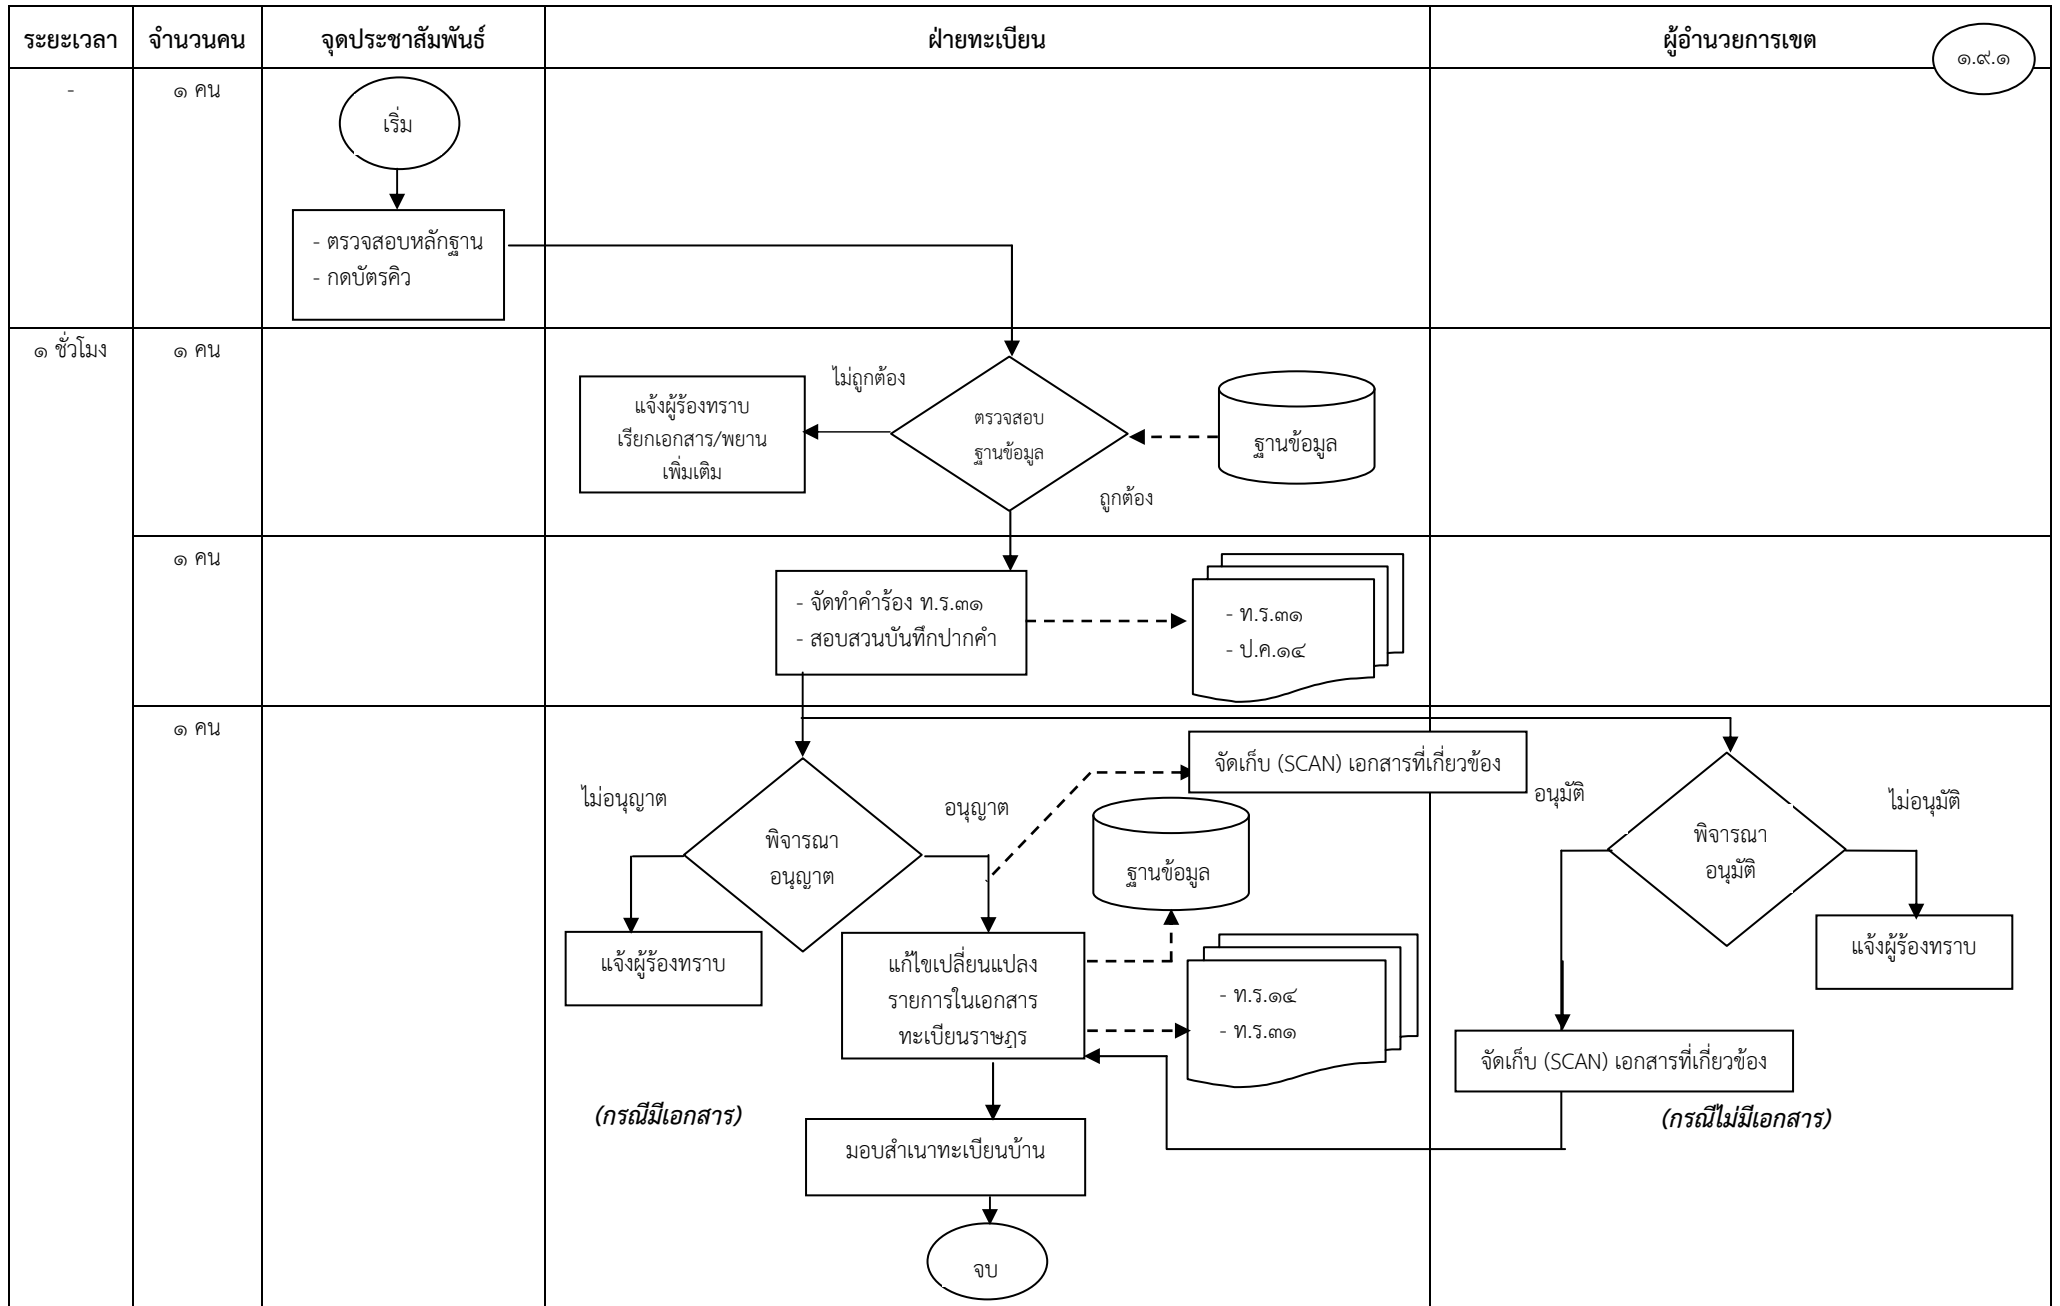 ระยะเวลา
จำนวนคน
จุดประชาสัมพันธ์
ฝ่ายทะเบียน
ผู้อำนวยการเขต
๑.๙.๑
-
๑ คน
เริ่ม
- ตรวจสอบหลักฐาน
- กดบัตรคิว
๑ ชั่วโมง
๑ คน
ไม่ถูกต้อง
แจ้งผู้ร้องทราบ
เรียกเอกสาร/พยาน
เพิ่มเติม
ตรวจสอบ
ฐานข้อมูล
ฐานข้อมูล
ถูกต้อง
๑ คน
- จัดทำคำร้อง ท.ร.๓๑
- สอบสวนบันทึกปากคำ
- ท.ร.๓๑
- ป.ค.๑๔
๑ คน
ไม่อนุญาต
พิจารณา
อนุญาต
อนุญาต
จัดเก็บ (SCAN) เอกสารที่เกี่ยวข้อง
ฐานข้อมูล
อนุมัติ
พิจารณา
อนุมัติ
ไม่อนุมัติ
แจ้งผู้ร้องทราบ
แก้ไขเปลี่ยนแปลง
รายการในเอกสาร
ทะเบียนราษฎร
- ท.ร.๑๔
- ท.ร.๓๑
แจ้งผู้ร้องทราบ
จัดเก็บ (SCAN) เอกสารที่เกี่ยวข้อง
(กรณีมีเอกสาร)
(กรณีไม่มีเอกสาร)
มอบสำเนาทะเบียนบ้าน
จบ